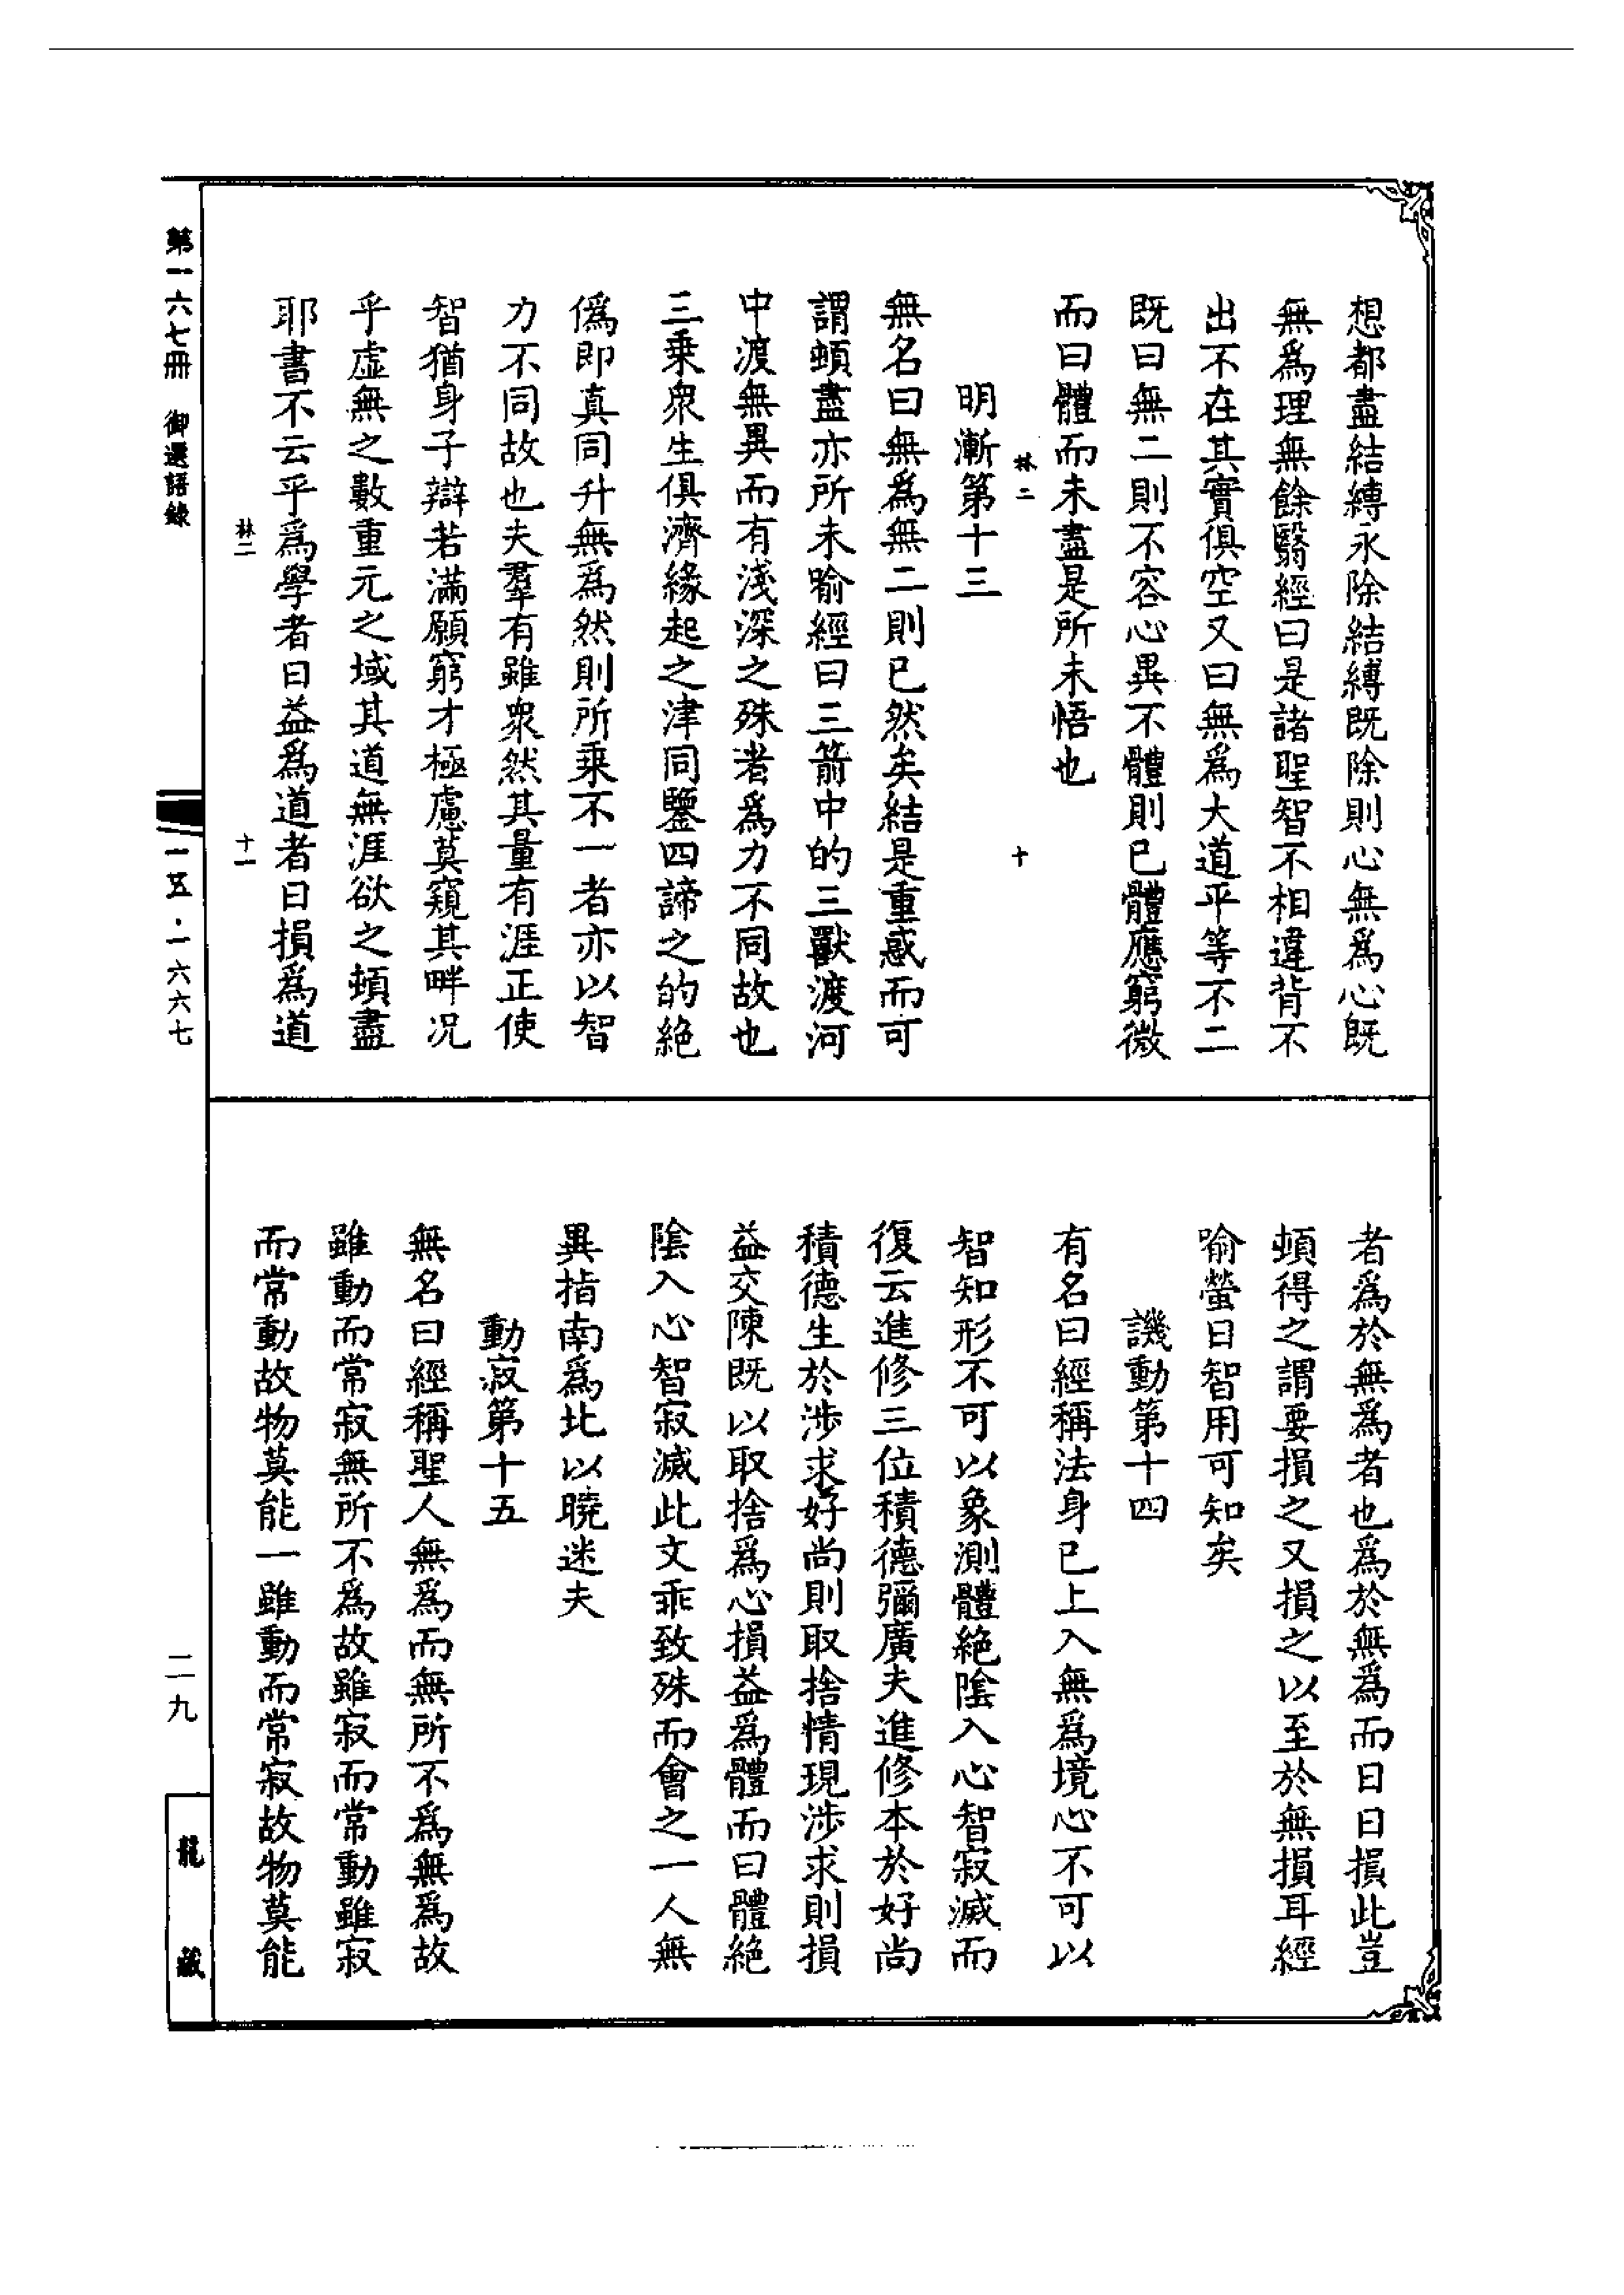 想都盡結縛永除結縛既除則心無爲心既
無爲理無餘翳經曰是諸聖智不相違背不
出不在其實俱空又曰無爲大道平等不二
既曰無二則不容心異不體則已體應窮微
而曰體而未盡是所未悟也
林二 十
明漸第十三
無名曰無爲無二則已然矣結是重惑而可
謂頓盡亦所未喻經曰三箭中的三獸渡河
中渡無異而有淺深之殊者爲力不同故也
三乘衆生俱濟緣起之津同鑒四諦之的絶
僞即真同升無爲然則所乘不一者亦以智
力不同故也夫羣有雖衆然其量有涯正使
智猶身子辯若滿願窮才極慮莫窺其畔况
乎虛無之數重元之域其道無涯欲之頓盡
耶書不云乎爲學者日益爲道者日損爲道
林二 十一
者爲於無爲者也爲於無爲而日日損此豈
頓得之謂要損之又損之以至於無損耳經
喻螢日智用可知矣
譏動第十四
有名曰經稱法身已上入無爲境心不可以
智知形不可以象測體絶陰入心智寂滅而
復云進修三位積德彌廣夫進修本於好尚
積德生於涉求好尚則取捨情現涉求則損
益交陳既以取捨爲心損益爲體而曰體絶
陰入心智寂滅此文乖致殊而會之一人無
異指南爲北以曉迷夫
動寂第十五
無名曰經稱聖人無爲而無所不爲無爲故
雖動而常寂無所不爲故雖寂而常動雖寂
而常動故物莫能一雖動而常寂故物莫能
第一六七冊 御選語錄
一五·一六六七
二九
龍藏